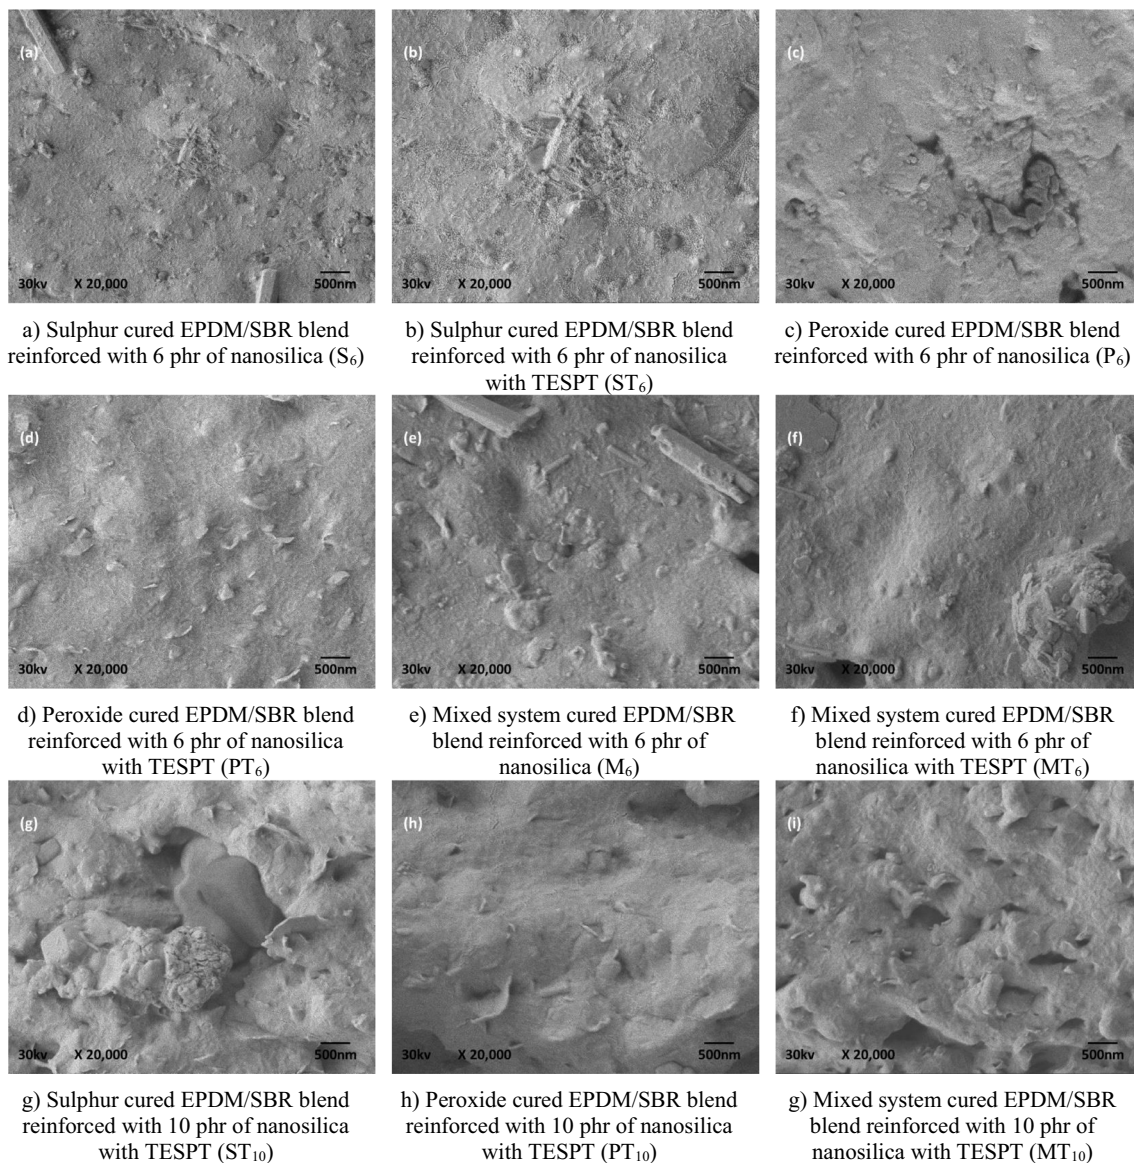 (a)
30kv X 20,000 500nm
(b)
30kv X 20,000 500nm
(c)
30kv X 20,000 500nm
a) Sulphur cured EPDM/SBR blend
reinforced with 6 phr of nanosilica (S₆)
b) Sulphur cured EPDM/SBR blend
reinforced with 6 phr of nanosilica
with TESPT (ST₆)
c) Peroxide cured EPDM/SBR blend
reinforced with 6 phr of nanosilica (P₆)
(d)
30kv X 20,000 500nm
(e)
30kv X 20,000 500nm
(f)
30kv X 20,000 500nm
d) Peroxide cured EPDM/SBR blend
reinforced with 6 phr of nanosilica
with TESPT (PT₆)
e) Mixed system cured EPDM/SBR
blend reinforced with 6 phr of
nanosilica (M₆)
f) Mixed system cured EPDM/SBR
blend reinforced with 6 phr of
nanosilica with TESPT (MT₆)
(g)
30kv X 20,000 500nm
(h)
30kv X 20,000 500nm
(i)
30kv X 20,000 500nm
g) Sulphur cured EPDM/SBR blend
reinforced with 10 phr of nanosilica
with TESPT (ST₁₀)
h) Peroxide cured EPDM/SBR blend
reinforced with 10 phr of nanosilica
with TESPT (PT₁₀)
g) Mixed system cured EPDM/SBR
blend reinforced with 10 phr of
nanosilica with TESPT (MT₁₀)